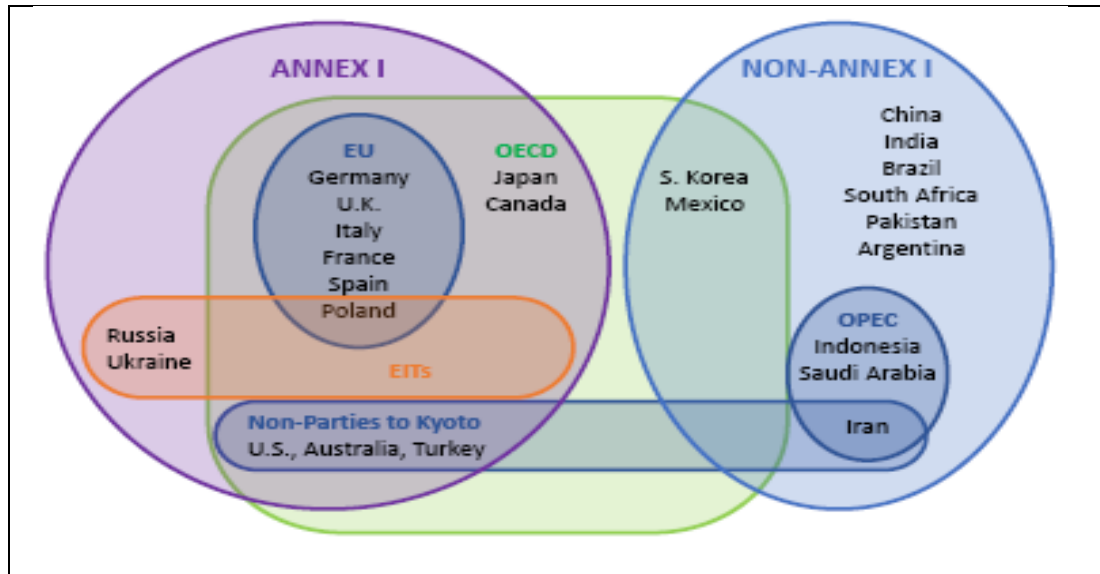 ANNEX I
NON-ANNEX I
EU
Germany
U.K.
Italy
France
Spain
Poland
OECD
Japan
Canada
S. Korea
Mexico
China
India
Brazil
South Africa
Pakistan
Argentina
Russia
Ukraine
EITs
OPEC
Indonesia
Saudi Arabia
Non-Parties to Kyoto
U.S., Australia, Turkey
Iran